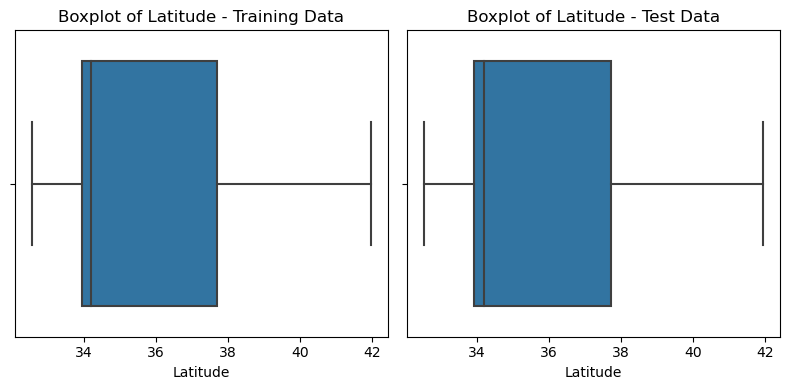 Boxplot of Latitude - Training Data
34 36 38 40 42
Latitude
Boxplot of Latitude - Test Data
34 36 38 40 42
Latitude